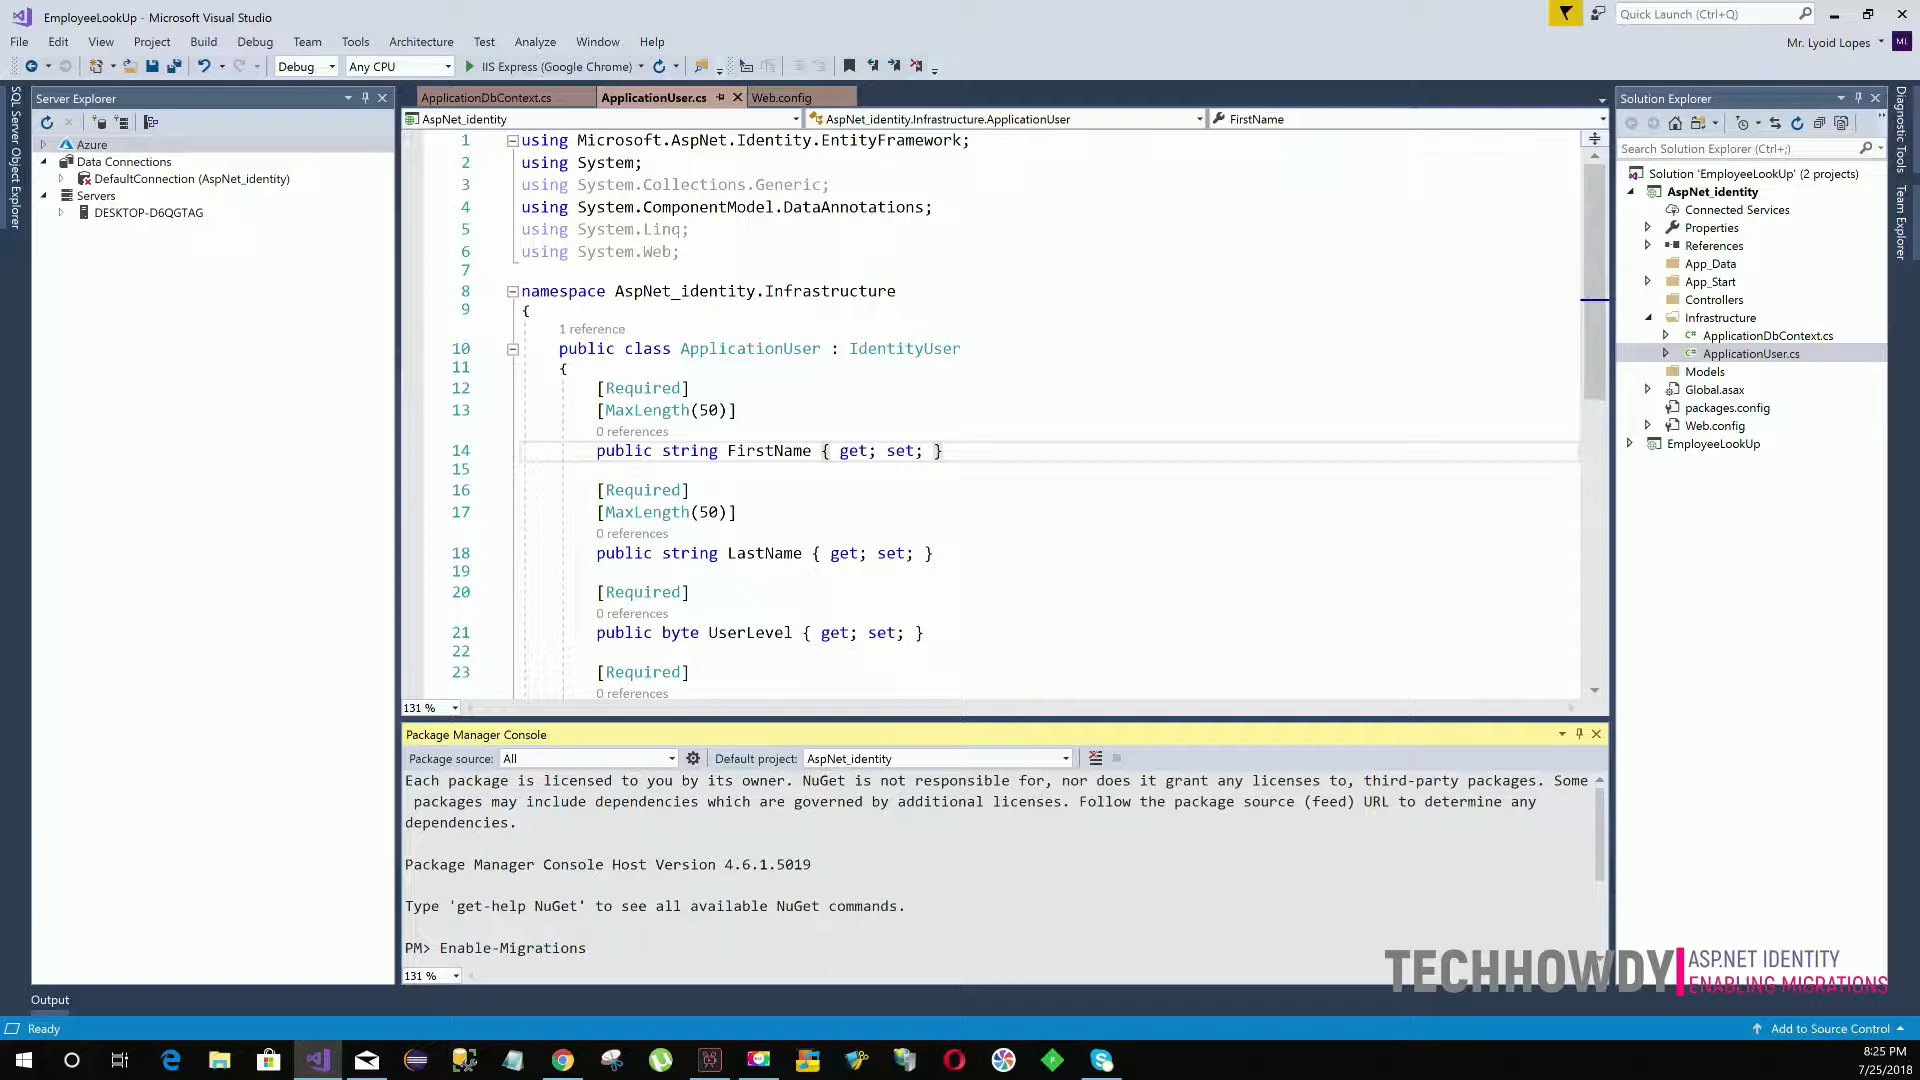 EmployeeLookUp - Microsoft Visual Studio
Quick Launch (Ctrl+Q)
File Edit View Project Build Debug Team Tools Architecture Test Analyze Window Help
Mr. Lyoid Lopes
ML
Debug
Any CPU
IIS Express (Google Chrome)
SQL Server Object Explorer
Server Explorer
Azure
Data Connections
DefaultConnection (AspNet_identity)
Servers
DESKTOP-D6QGTAG
ApplicationDbContext.cs
ApplicationUser.cs
Web.config
AspNet_identity
AspNet_identity.Infrastructure.ApplicationUser
FirstName
1 using Microsoft.AspNet.Identity.EntityFramework;
2 using System;
3 using System.Collections.Generic;
4 using System.ComponentModel.DataAnnotations;
5 using System.Linq;
6 using System.Web;
7
8 namespace AspNet_identity.Infrastructure
9 {
1 reference
10 public class ApplicationUser : IdentityUser
11 {
12 [Required]
13 [MaxLength(50)]
0 references
14 public string FirstName { get; set; }
15
16 [Required]
17 [MaxLength(50)]
0 references
18 public string LastName { get; set; }
19
20 [Required]
0 references
21 public byte UserLevel { get; set; }
22
23 [Required]
0 references
131 %
Package Manager Console
Package source: All
Default project: AspNet_identity
Each package is licensed to you by its owner. NuGet is not responsible for, nor does it grant any licenses to, third-party packages. Some
packages may include dependencies which are governed by additional licenses. Follow the package source (feed) URL to determine any
dependencies.
Package Manager Console Host Version 4.6.1.5019
Type 'get-help NuGet' to see all available NuGet commands.
PM> Enable-Migrations
131 %
Solution Explorer
Search Solution Explorer (Ctrl+;)
Solution 'EmployeeLookUp' (2 projects)
AspNet_identity
Connected Services
Properties
References
App_Data
App_Start
Controllers
Infrastructure
ApplicationDbContext.cs
ApplicationUser.cs
Models
Global.asax
packages.config
Web.config
EmployeeLookUp
Diagnostic Tools
Team Explorer
TECHHOWDY
ASP.NET IDENTITY
ENABLING MIGRATIONS
Output
Ready
Add to Source Control
8:25 PM
7/25/2018